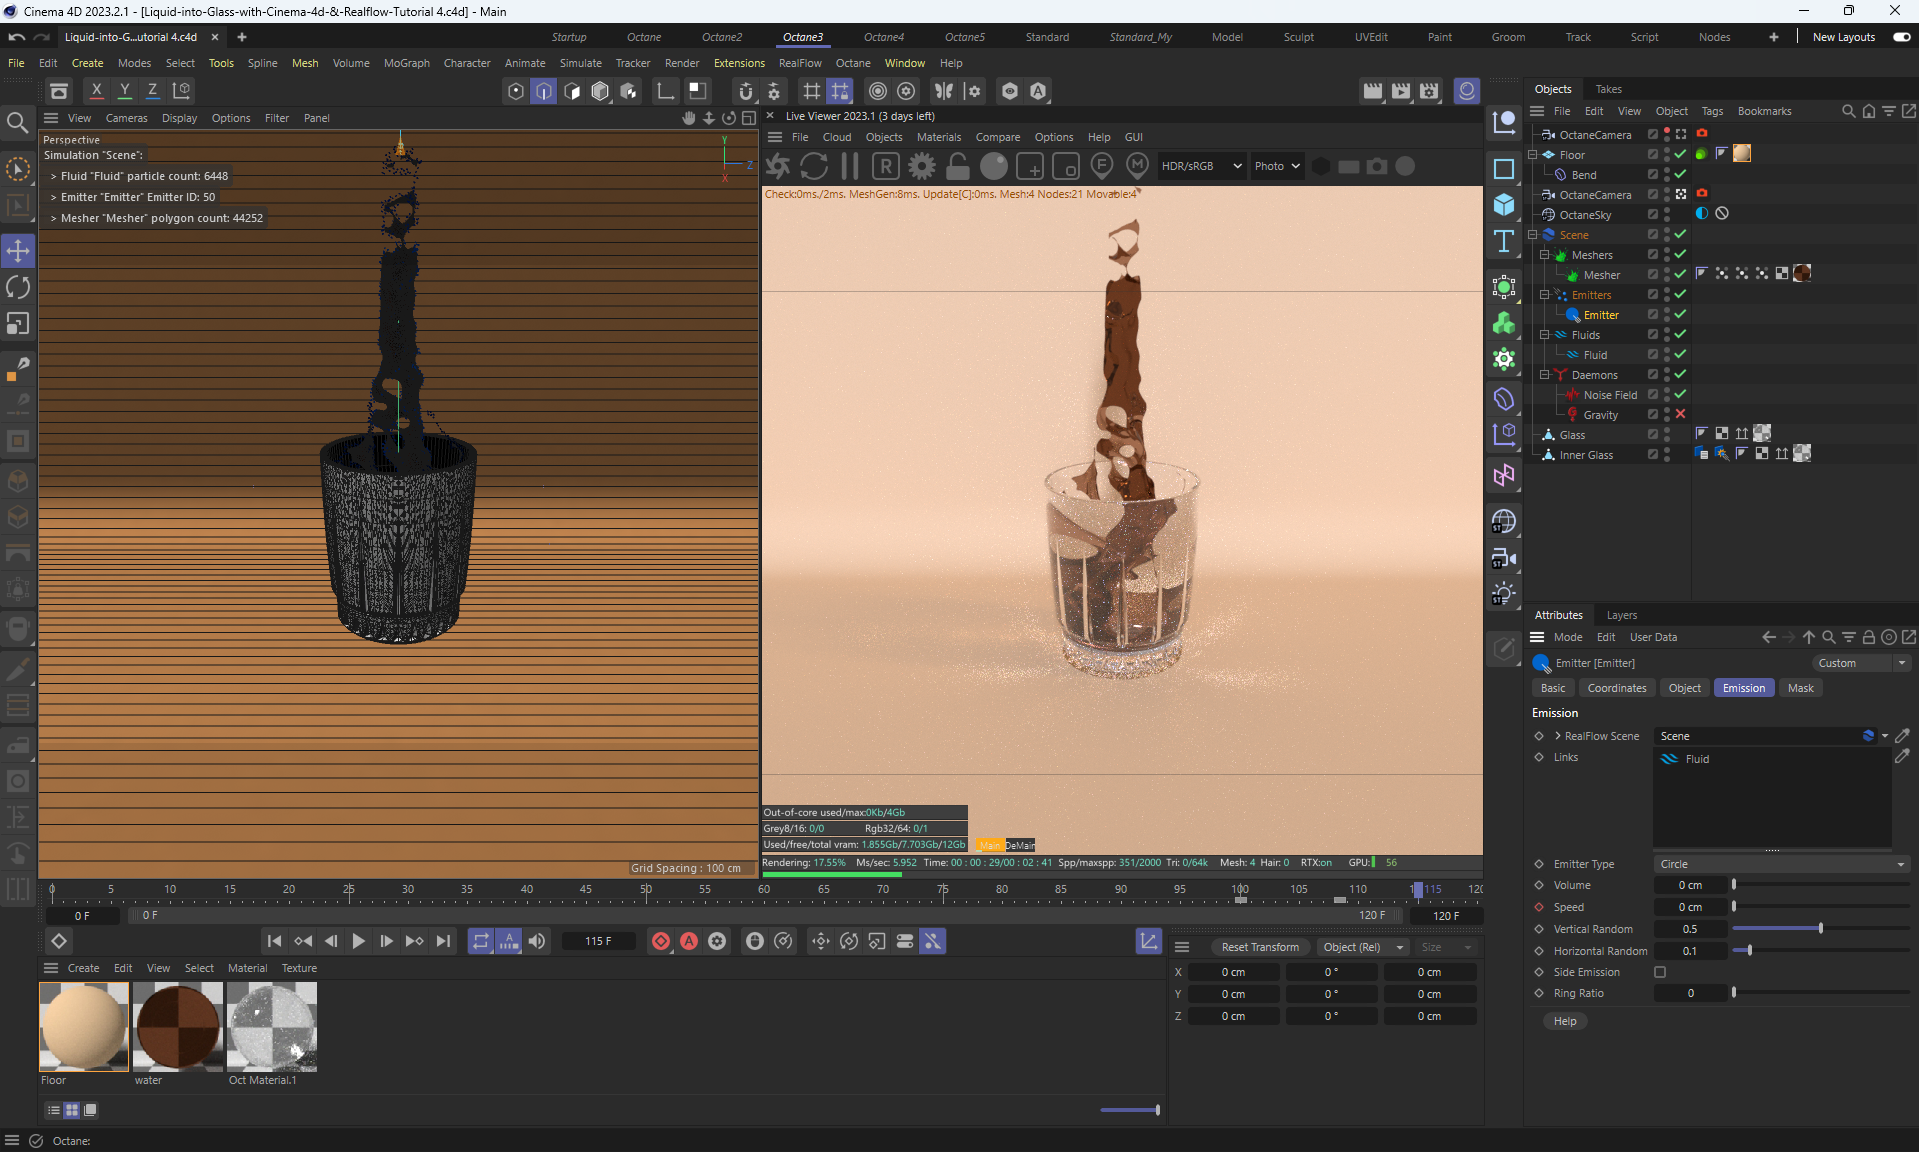 Cinema 4D 2023.2.1 - [Liquid-into-Glass-with-Cinema-4d-&-Realflow-Tutorial 4.c4d] - Main
Liquid-into-G...utorial 4.c4d
Startup Octane Octane2 Octane3 Octane4 Octane5 Standard Standard_My Model Sculpt UVEdit Paint Groom Track Script Nodes New Layouts
File Edit Create Modes Select Tools Spline Mesh Volume MoGraph Character Animate Simulate Tracker Render Extensions RealFlow Octane Window Help
X Y Z
View Cameras Display Options Filter Panel
Perspective
Simulation "Scene":
> Fluid "Fluid" particle count: 6448
> Emitter "Emitter" Emitter ID: 50
> Mesher "Mesher" polygon count: 44252
Y
Z
X
Grid Spacing : 100 cm
Live Viewer 2023.1 (3 days left)
File Cloud Objects Materials Compare Options Help GUI
R F M HDR/sRGB Photo
Check:0ms./2ms. MeshGen:8ms. Update[C]:0ms. Mesh:4 Nodes:21 Movable:4
Out-of-core used/max:0Kb/4Gb
Grey8/16: 0/0 Rgb32/64: 0/1
Used/free/total vram: 1.855Gb/7.703Gb/12Gb
Main DeMain
Rendering: 17.55% Ms/sec: 5.952 Time: 00 : 00 : 29/00 : 02 : 41 Spp/maxspp: 351/2000 Tri: 0/64k Mesh: 4 Hair: 0 RTX:on GPU: 56
0 5 10 15 20 25 30 35 40 45 50 55 60 65 70 75 80 85 90 95 100 105 110 115 120
0 F 0 F 120 F 120 F
115 F
Create Edit View Select Material Texture
Floor water Oct Material.1
Reset Transform Object (Rel) Size
X 0 cm 0 ° 0 cm
Y 0 cm 0 ° 0 cm
Z 0 cm 0 ° 0 cm
Octane:
Objects Takes
File Edit View Object Tags Bookmarks
OctaneCamera
Floor
Bend
OctaneCamera
OctaneSky
Scene
Meshers
Mesher
Emitters
Emitter
Fluids
Fluid
Daemons
Noise Field
Gravity
Glass
Inner Glass
Attributes Layers
Mode Edit User Data
Emitter [Emitter] Custom
Basic Coordinates Object Emission Mask
Emission
> RealFlow Scene Scene
Links Fluid
Emitter Type Circle
Volume 0 cm
Speed 0 cm
Vertical Random 0.5
Horizontal Random 0.1
Side Emission
Ring Ratio 0
Help